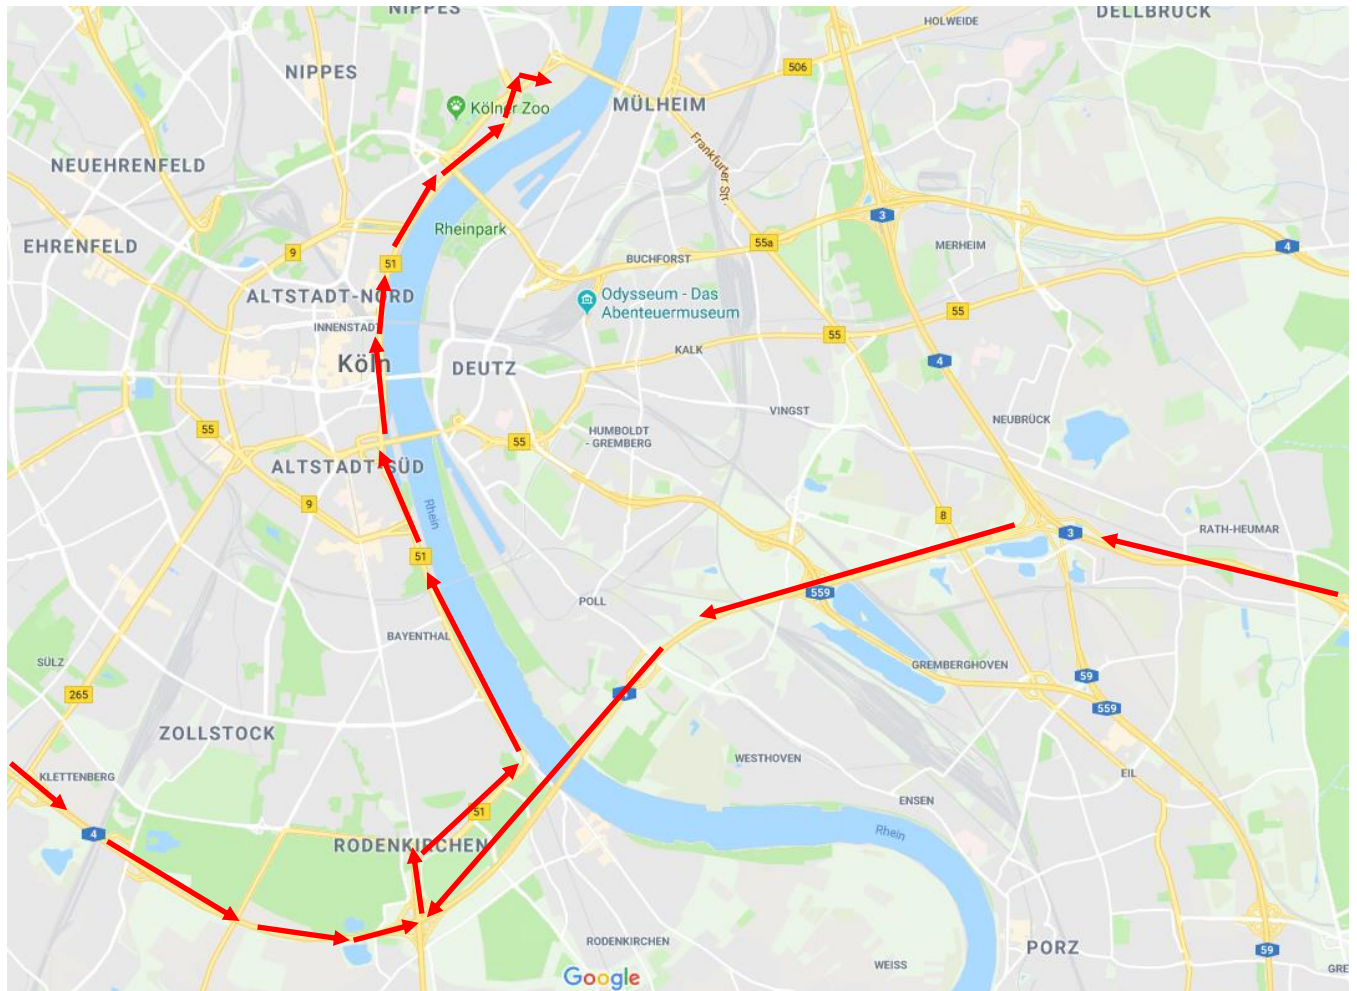 NIPPES
DELLBRÜCK
HOLWEIDE
NIPPES
506
Kölner Zoo
MÜLHEIM
NEUEHRENFELD
Frankfurter Str.
3
Rheinpark
EHRENFELD
9
55a
4
MERHEIM
BUCHFORST
51
ALTSTADT-NORD
Odysseum - Das
Abenteuermuseum
55
INNENSTADT
55
KALK
Köln
DEUTZ
4
VINGST
NEUBRÜCK
55
HUMBOLDT
- GREMBERG
55
ALTSTADT-SÜD
9
Rhein
8
3
RATH-HEUMAR
51
559
POLL
BAYENTHAL
SÜLZ
GREMBERGHOVEN
265
59
559
ZOLLSTOCK
WESTHOVEN
KLETTENBERG
EIL
ENSEN
51
4
Rhein
RODENKIRCHEN
RODENKIRCHEN
PORZ
59
WEISS
GRE
Google